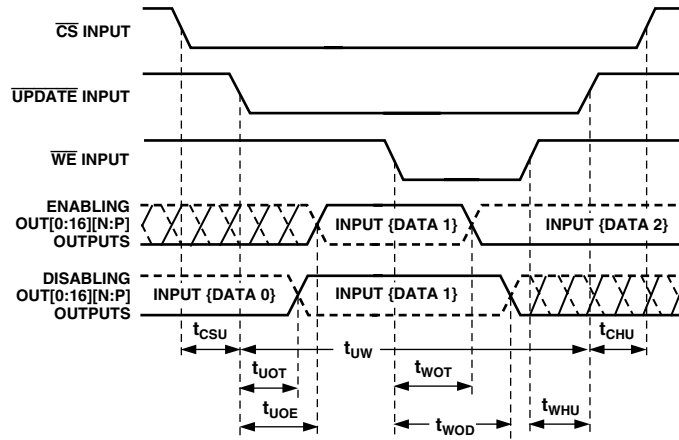 CS INPUT
UPDATE INPUT
WE INPUT
ENABLING
OUT[0:16][N:P]
OUTPUTS
INPUT {DATA 1}
INPUT {DATA 2}
DISABLING
OUT[0:16][N:P]
OUTPUTS
INPUT {DATA 0}
INPUT {DATA 1}
tCSU
tUW
tCHU
tUOT
tWOT
tUOE
tWOD
tWHU